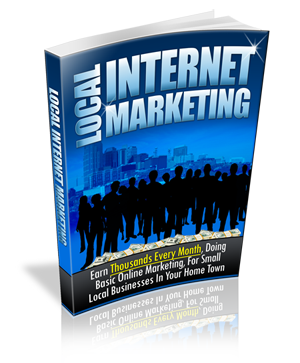 LOCAL
INTERNET
MARKETING
Earn Thousands Every Month, Doing
Basic Online Marketing, For Small
Local Businesses In Your Home Town
LOCAL INTERNET MARKETING